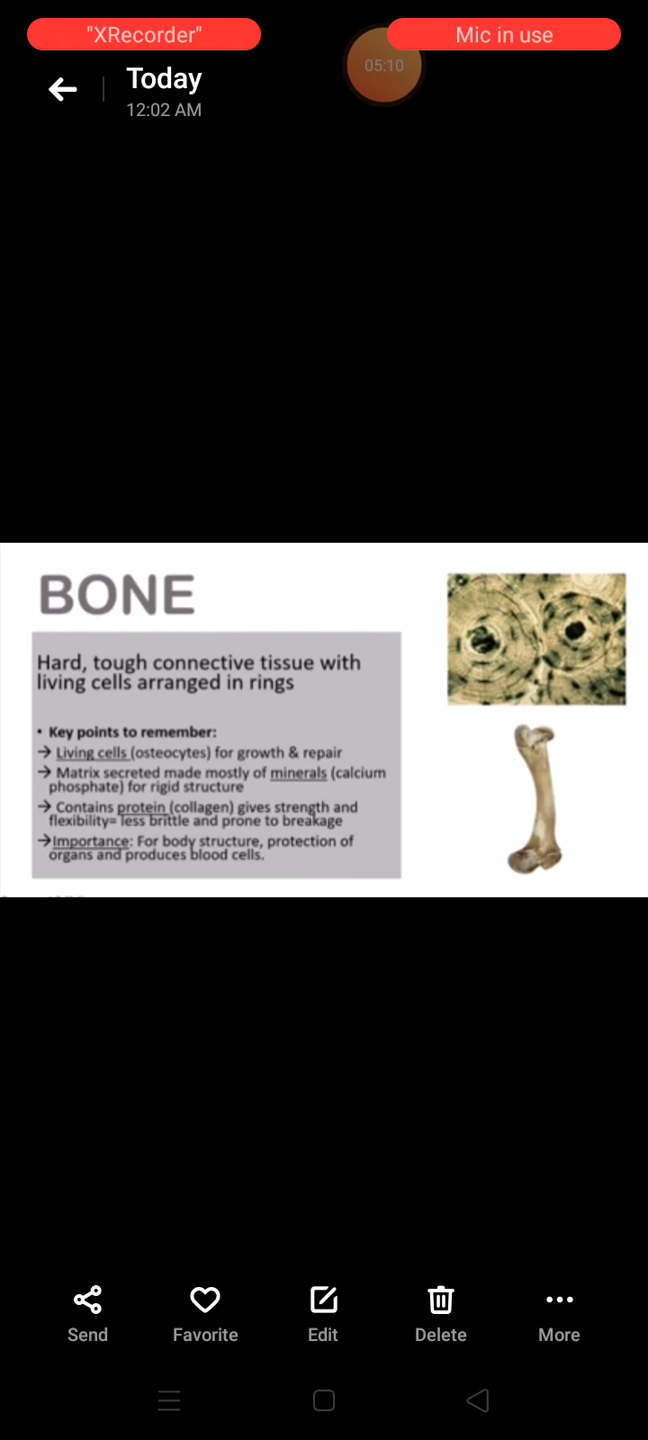 "XRecorder"
Mic in use
05:10
Today
12:02 AM
BONE
Hard, tough connective tissue with
living cells arranged in rings
• Key points to remember:
→ Living cells (osteocytes) for growth & repair
→ Matrix secreted made mostly of minerals (calcium
phosphate) for rigid structure
→ Contains protein (collagen) gives strength and
flexibility= less brittle and prone to breakage
→Importance: For body structure, protection of
organs and produces blood cells.
Send
Favorite
Edit
Delete
More